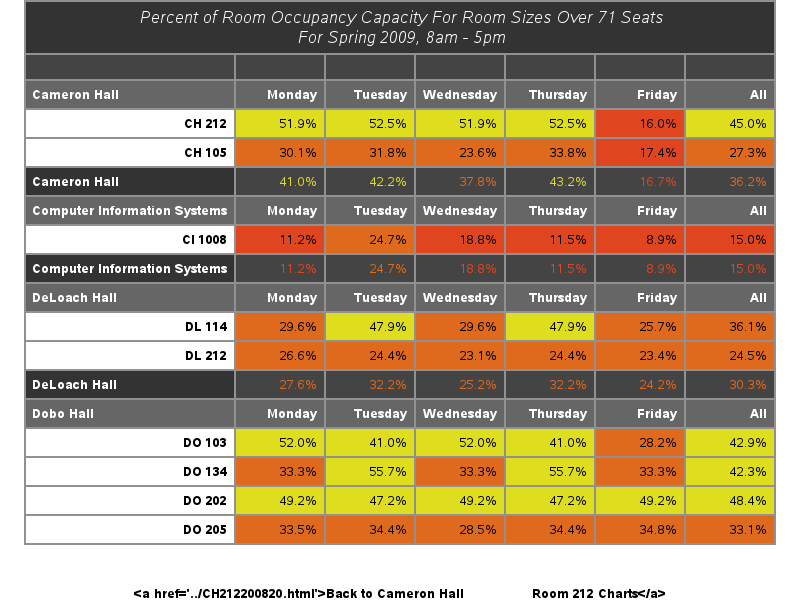 Percent of Room Occupancy Capacity For Room Sizes Over 71 Seats
For Spring 2009, 8am - 5pm
Cameron Hall Monday Tuesday Wednesday Thursday Friday All
CH 212 51.9% 52.5% 51.9% 52.5% 16.0% 45.0%
CH 105 30.1% 31.8% 23.6% 33.8% 17.4% 27.3%
Cameron Hall 41.0% 42.2% 37.8% 43.2% 16.7% 36.2%
Computer Information Systems Monday Tuesday Wednesday Thursday Friday All
CI 1008 11.2% 24.7% 18.8% 11.5% 8.9% 15.0%
Computer Information Systems 11.2% 24.7% 18.8% 11.5% 8.9% 15.0%
DeLoach Hall Monday Tuesday Wednesday Thursday Friday All
DL 114 29.6% 47.9% 29.6% 47.9% 25.7% 36.1%
DL 212 26.6% 24.4% 23.1% 24.4% 23.4% 24.5%
DeLoach Hall 27.6% 32.2% 25.2% 32.2% 24.2% 30.3%
Dobo Hall Monday Tuesday Wednesday Thursday Friday All
DO 103 52.0% 41.0% 52.0% 41.0% 28.2% 42.9%
DO 134 33.3% 55.7% 33.3% 55.7% 33.3% 42.3%
DO 202 49.2% 47.2% 49.2% 47.2% 49.2% 48.4%
DO 205 33.5% 34.4% 28.5% 34.4% 34.8% 33.1%
<a href='../CH212200820.html'>Back to Cameron Hall Room 212 Charts</a>